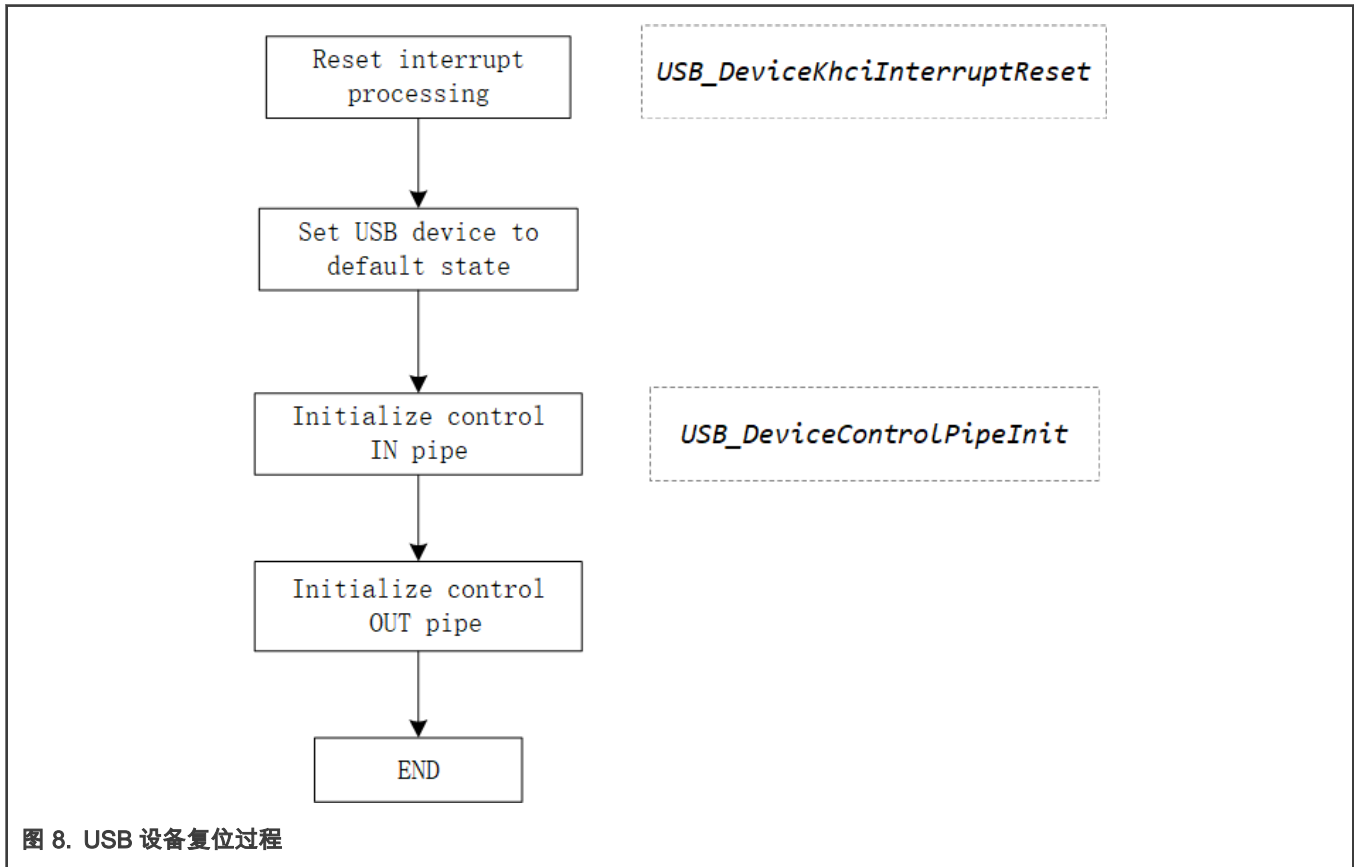 Reset interrupt
processing
USB_DeviceKhciInterruptReset
Set USB device to
default state
Initialize control
IN pipe
USB_DeviceControlPipeInit
Initialize control
OUT pipe
END
图 8. USB 设备复位过程